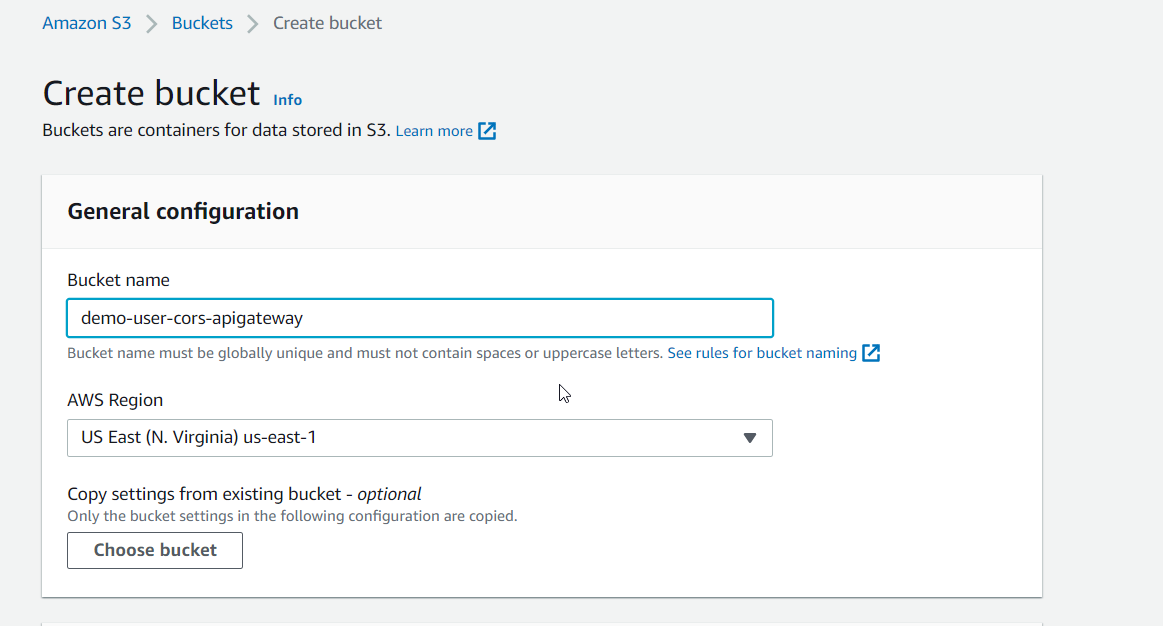 Amazon S3 > Buckets > Create bucket
Create bucket Info
Buckets are containers for data stored in S3. Learn more
General configuration
Bucket name
demo-user-cors-apigateway
Bucket name must be globally unique and must not contain spaces or uppercase letters. See rules for bucket naming
AWS Region
US East (N. Virginia) us-east-1
Copy settings from existing bucket - optional
Only the bucket settings in the following configuration are copied.
Choose bucket